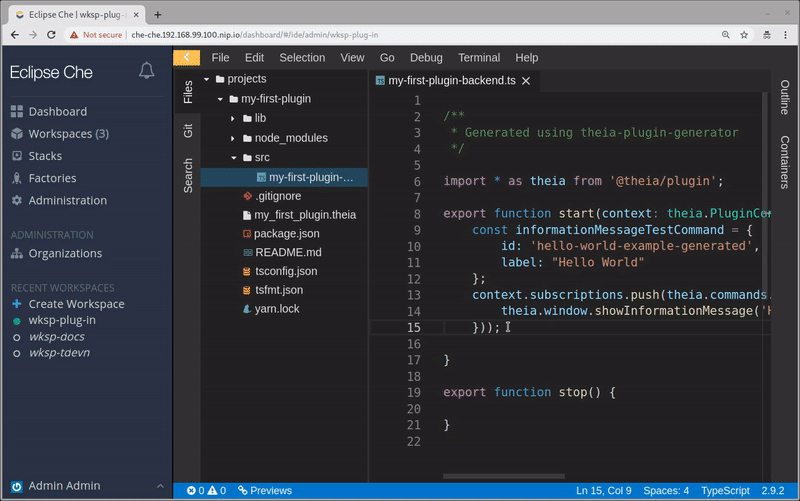 Eclipse Che | wksp-plug-in
Not secure | che-che.192.168.99.100.nip.io/dashboard/#/ide/admin/wksp-plug-in
Eclipse Che
Dashboard
Workspaces (3)
Stacks
Factories
Administration
ADMINISTRATION
Organizations
RECENT WORKSPACES
Create Workspace
wksp-plug-in
wksp-docs
wksp-tdevn
Admin Admin
File Edit Selection View Go Debug Terminal Help
Files
Git
Search
projects
my-first-plugin
lib
node_modules
src
my-first-plugin-...
.gitignore
my_first_plugin.theia
package.json
README.md
tsconfig.json
tsfmt.json
yarn.lock
my-first-plugin-backend.ts
1
2 /**
3 * Generated using theia-plugin-generator
4 */
5
6 import * as theia from '@theia/plugin';
7
8 export function start(context: theia.PluginCo
9 const informationMessageTestCommand = {
10 id: 'hello-world-example-generated',
11 label: "Hello World"
12 };
13 context.subscriptions.push(theia.commands.
14 theia.window.showInformationMessage('H
15 }));
16
17 }
18
19 export function stop() {
20
21 }
22
Outline
Containers
0 0 Previews
Ln 15, Col 9 Spaces: 4 TypeScript 2.9.2